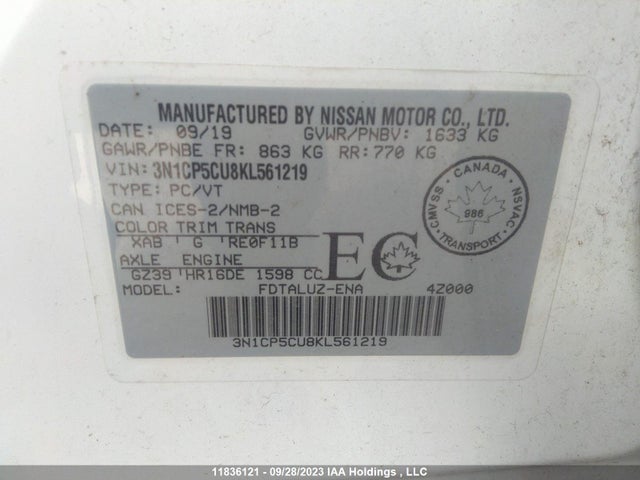 MANUFACTURED BY NISSAN MOTOR CO., LTD.
DATE: 09/19 GVWR/PNBV: 1633 KG
GAWR/PNBE FR: 863 KG RR: 770 KG
VIN: 3N1CP5CU8KL561219
TYPE: PC/VT
CAN ICES-2/NMB-2
COLOR TRIM TRANS
XAB G RE0F11B
AXLE ENGINE
GZ39 HR16DE 1598 CC
EC
MODEL: FDTALUZ-ENA 4Z000
3N1CP5CU8KL561219
CMVSS · CANADA · NSVAC
986
TRANSPORT
11836121 - 09/28/2023 IAA Holdings, LLC